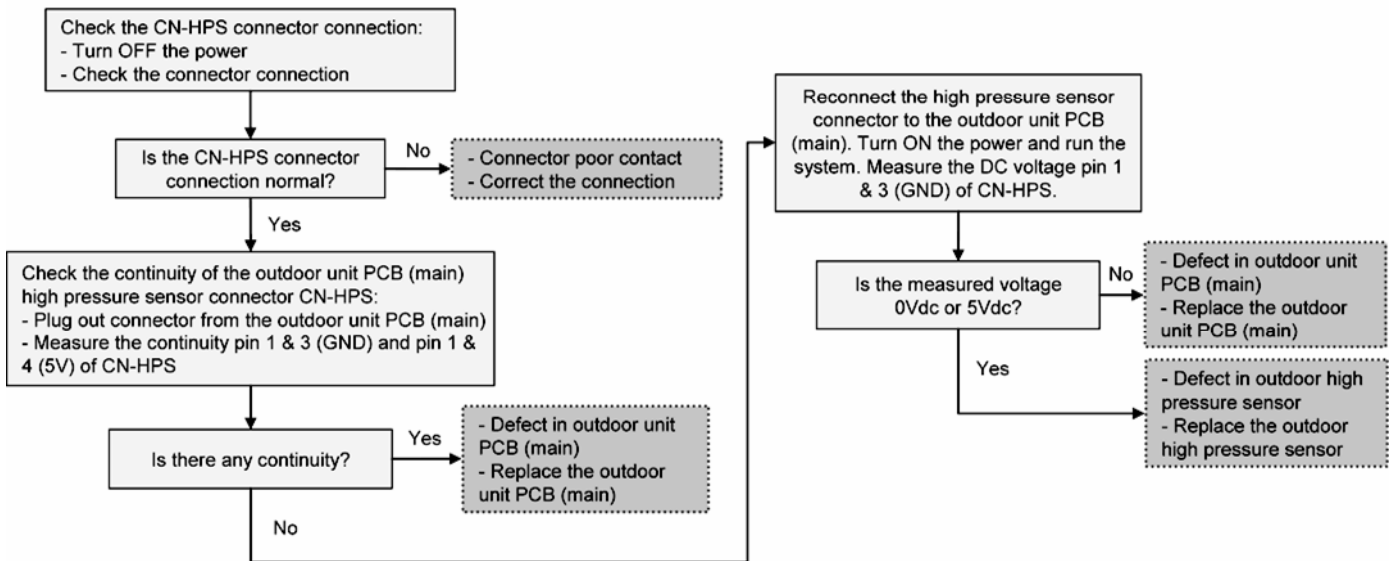 Check the CN-HPS connector connection:
- Turn OFF the power
- Check the connector connection
Is the CN-HPS connector
connection normal?
No
- Connector poor contact
- Correct the connection
Yes
Check the continuity of the outdoor unit PCB (main)
high pressure sensor connector CN-HPS:
- Plug out connector from the outdoor unit PCB (main)
- Measure the continuity pin 1 & 3 (GND) and pin 1 &
4 (5V) of CN-HPS
Is there any continuity?
Yes
- Defect in outdoor unit
PCB (main)
- Replace the outdoor
unit PCB (main)
No
Reconnect the high pressure sensor
connector to the outdoor unit PCB
(main). Turn ON the power and run the
system. Measure the DC voltage pin 1
& 3 (GND) of CN-HPS.
Is the measured voltage
0Vdc or 5Vdc?
No
- Defect in outdoor unit
PCB (main)
- Replace the outdoor
unit PCB (main)
Yes
- Defect in outdoor high
pressure sensor
- Replace the outdoor
high pressure sensor